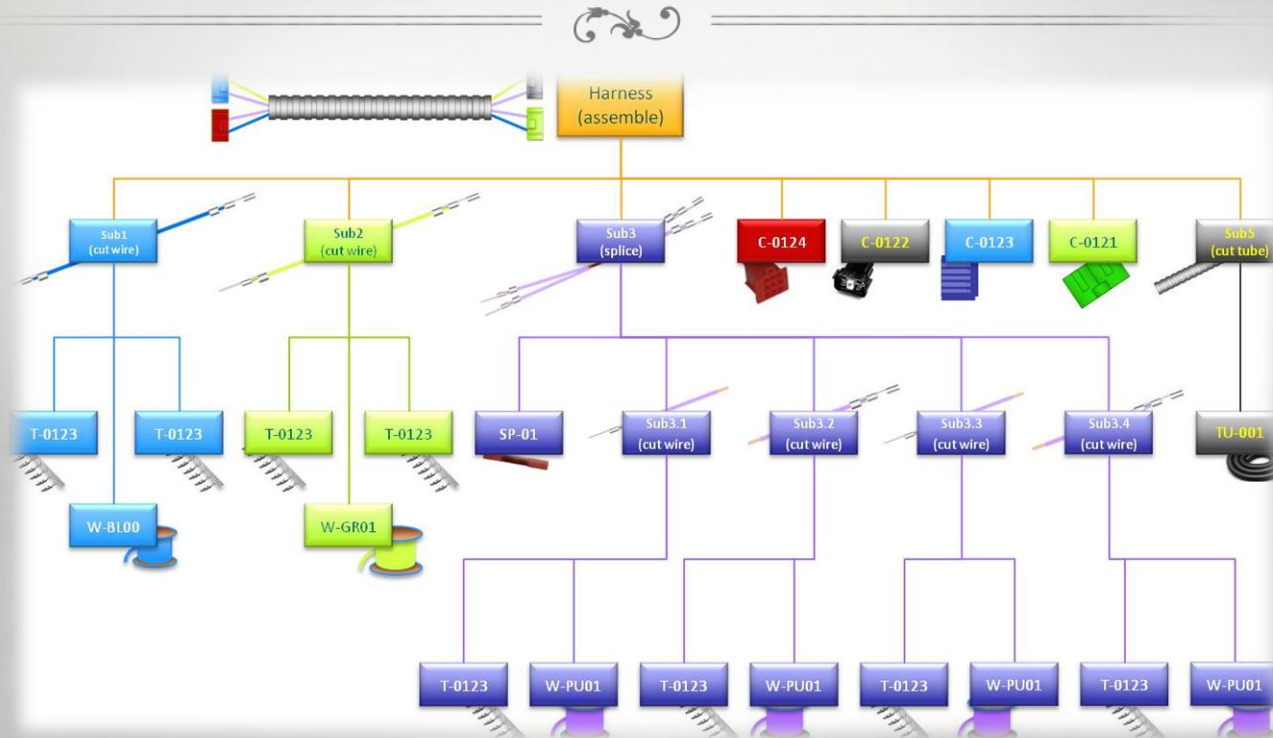 Harness
(assemble)
Sub1
(cut wire)
Sub2
(cut wire)
Sub3
(splice)
C-0124
C-0122
C-0123
C-0121
Sub5
(cut tube)
T-0123
T-0123
T-0123
T-0123
SP-01
Sub3.1
(cut wire)
Sub3.2
(cut wire)
Sub3.3
(cut wire)
Sub3.4
(cut wire)
TU-001
W-BL00
W-GR01
T-0123
W-PU01
T-0123
W-PU01
T-0123
W-PU01
T-0123
W-PU01